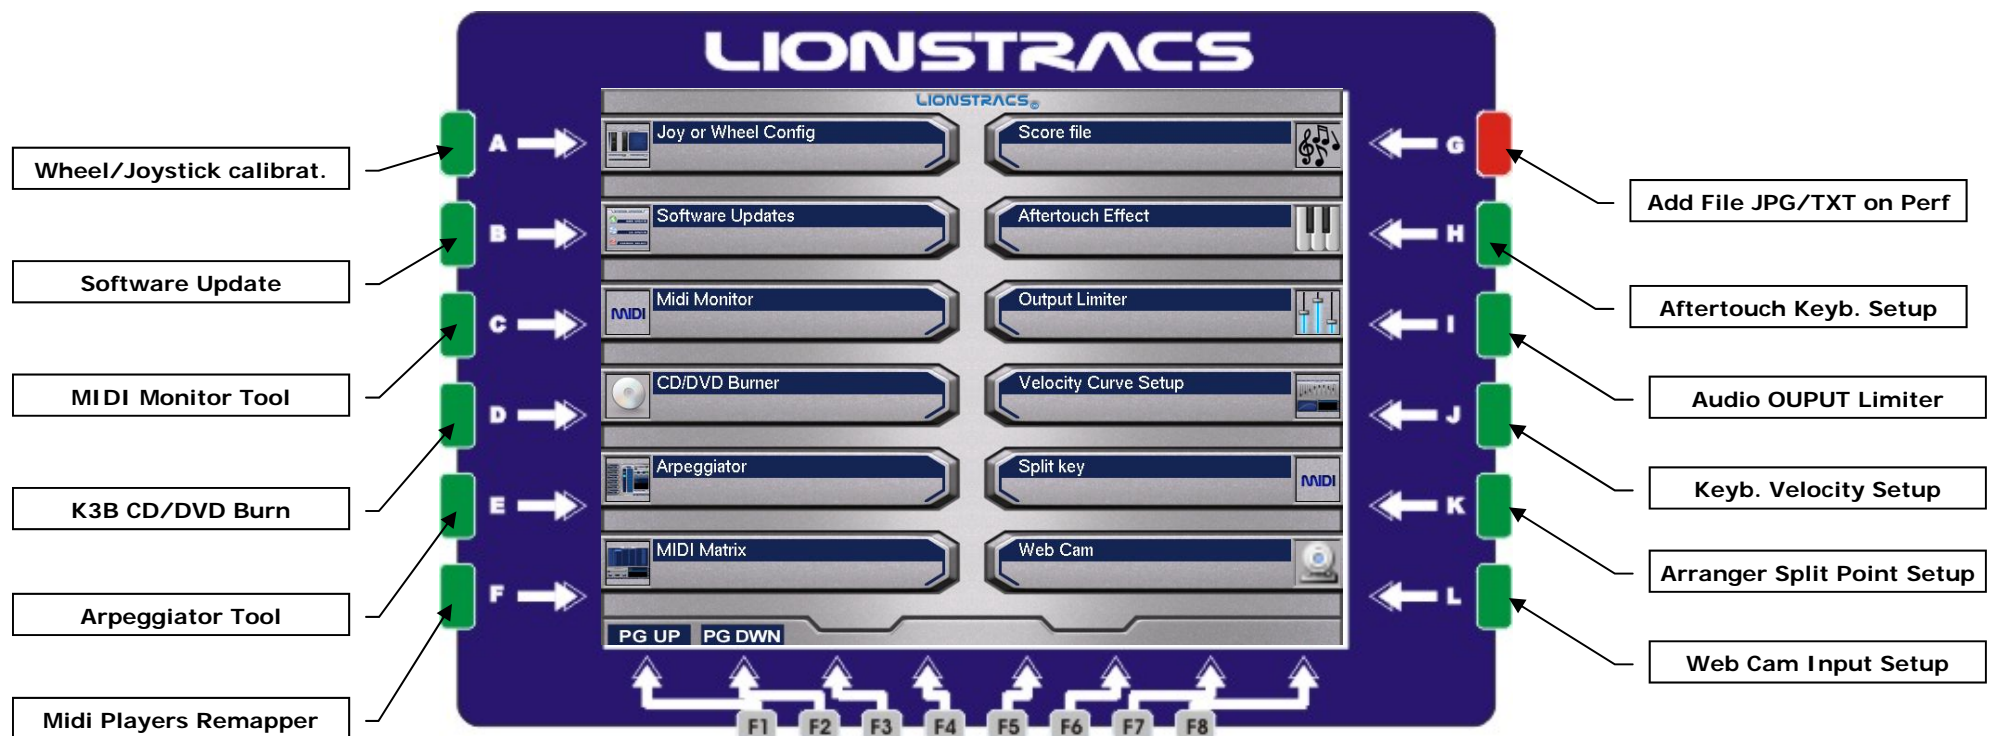 LIONSTRACS
LIONSTRACS®
Wheel/Joystick calibrat.
Software Update
MIDI Monitor Tool
K3B CD/DVD Burn
Arpeggiator Tool
Midi Players Remapper
A
B
C
D
E
F
Joy or Wheel Config
Software Updates
Midi Monitor
MIDI
CD/DVD Burner
Arpeggiator
MIDI Matrix
Score file
Aftertouch Effect
Output Limiter
Velocity Curve Setup
Split key
MIDI
Web Cam
PG UP PG DWN
G
H
I
J
K
L
Add File JPG/TXT on Perf
Aftertouch Keyb. Setup
Audio OUPUT Limiter
Keyb. Velocity Setup
Arranger Split Point Setup
Web Cam Input Setup
F1 F2 F3 F4 F5 F6 F7 F8